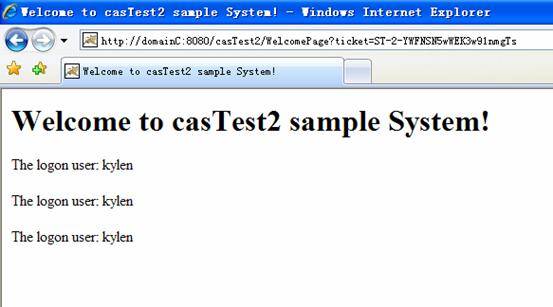 Welcome to casTest2 sample System! - Windows Internet Explorer
http://domainC:8080/casTest2/WelcomePage?ticket=ST-2-YWFNSN5wWEK3w91nmgTs
Welcome to casTest2 sample System!
Welcome to casTest2 sample System!
The logon user: kylen
The logon user: kylen
The logon user: kylen